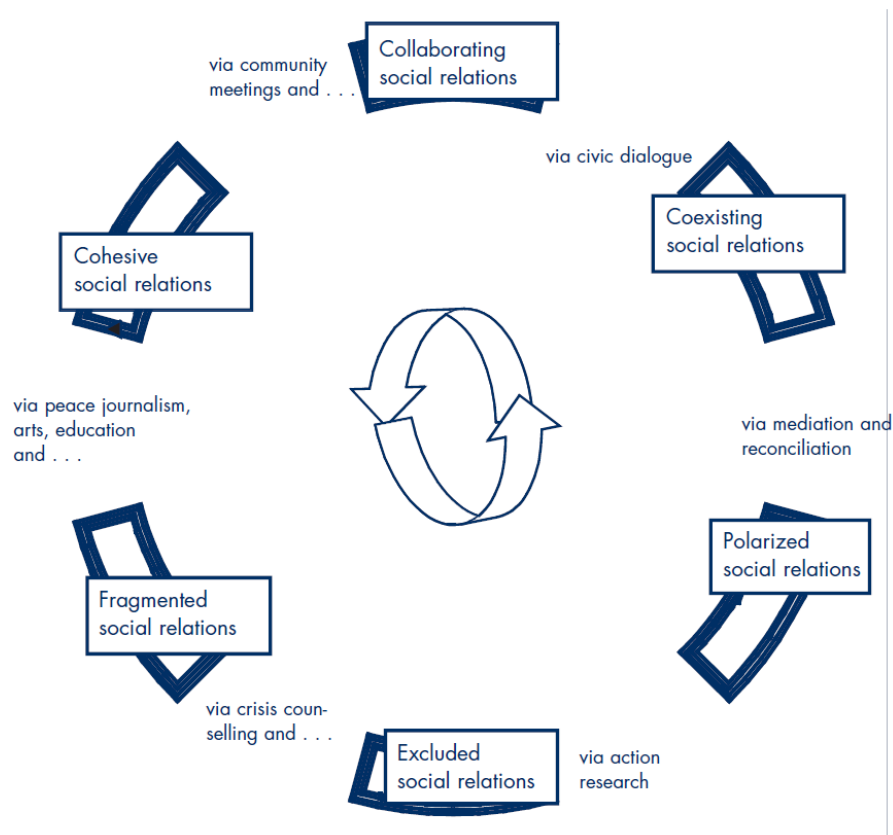 Collaborating
social relations
via community
meetings and . . .
via civic dialogue
Coexisting
social relations
Cohesive
social relations
via peace journalism,
arts, education
and . . .
via mediation and
reconciliation
Polarized
social relations
Fragmented
social relations
via crisis coun-
selling and . . .
Excluded
social relations
via action
research